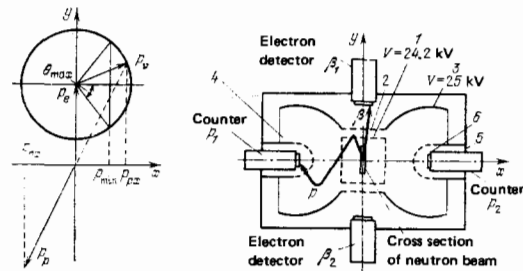 y
θmax
pν
pe
x
pmin
ppx
pp
Electron
detector
β1
y
1
V=24.2 kV
2
3
V=25 kV
4
β
6
5
Counter
p1
x
p
Counter
p2
Electron
detector
β2
Cross section
of neutron beam